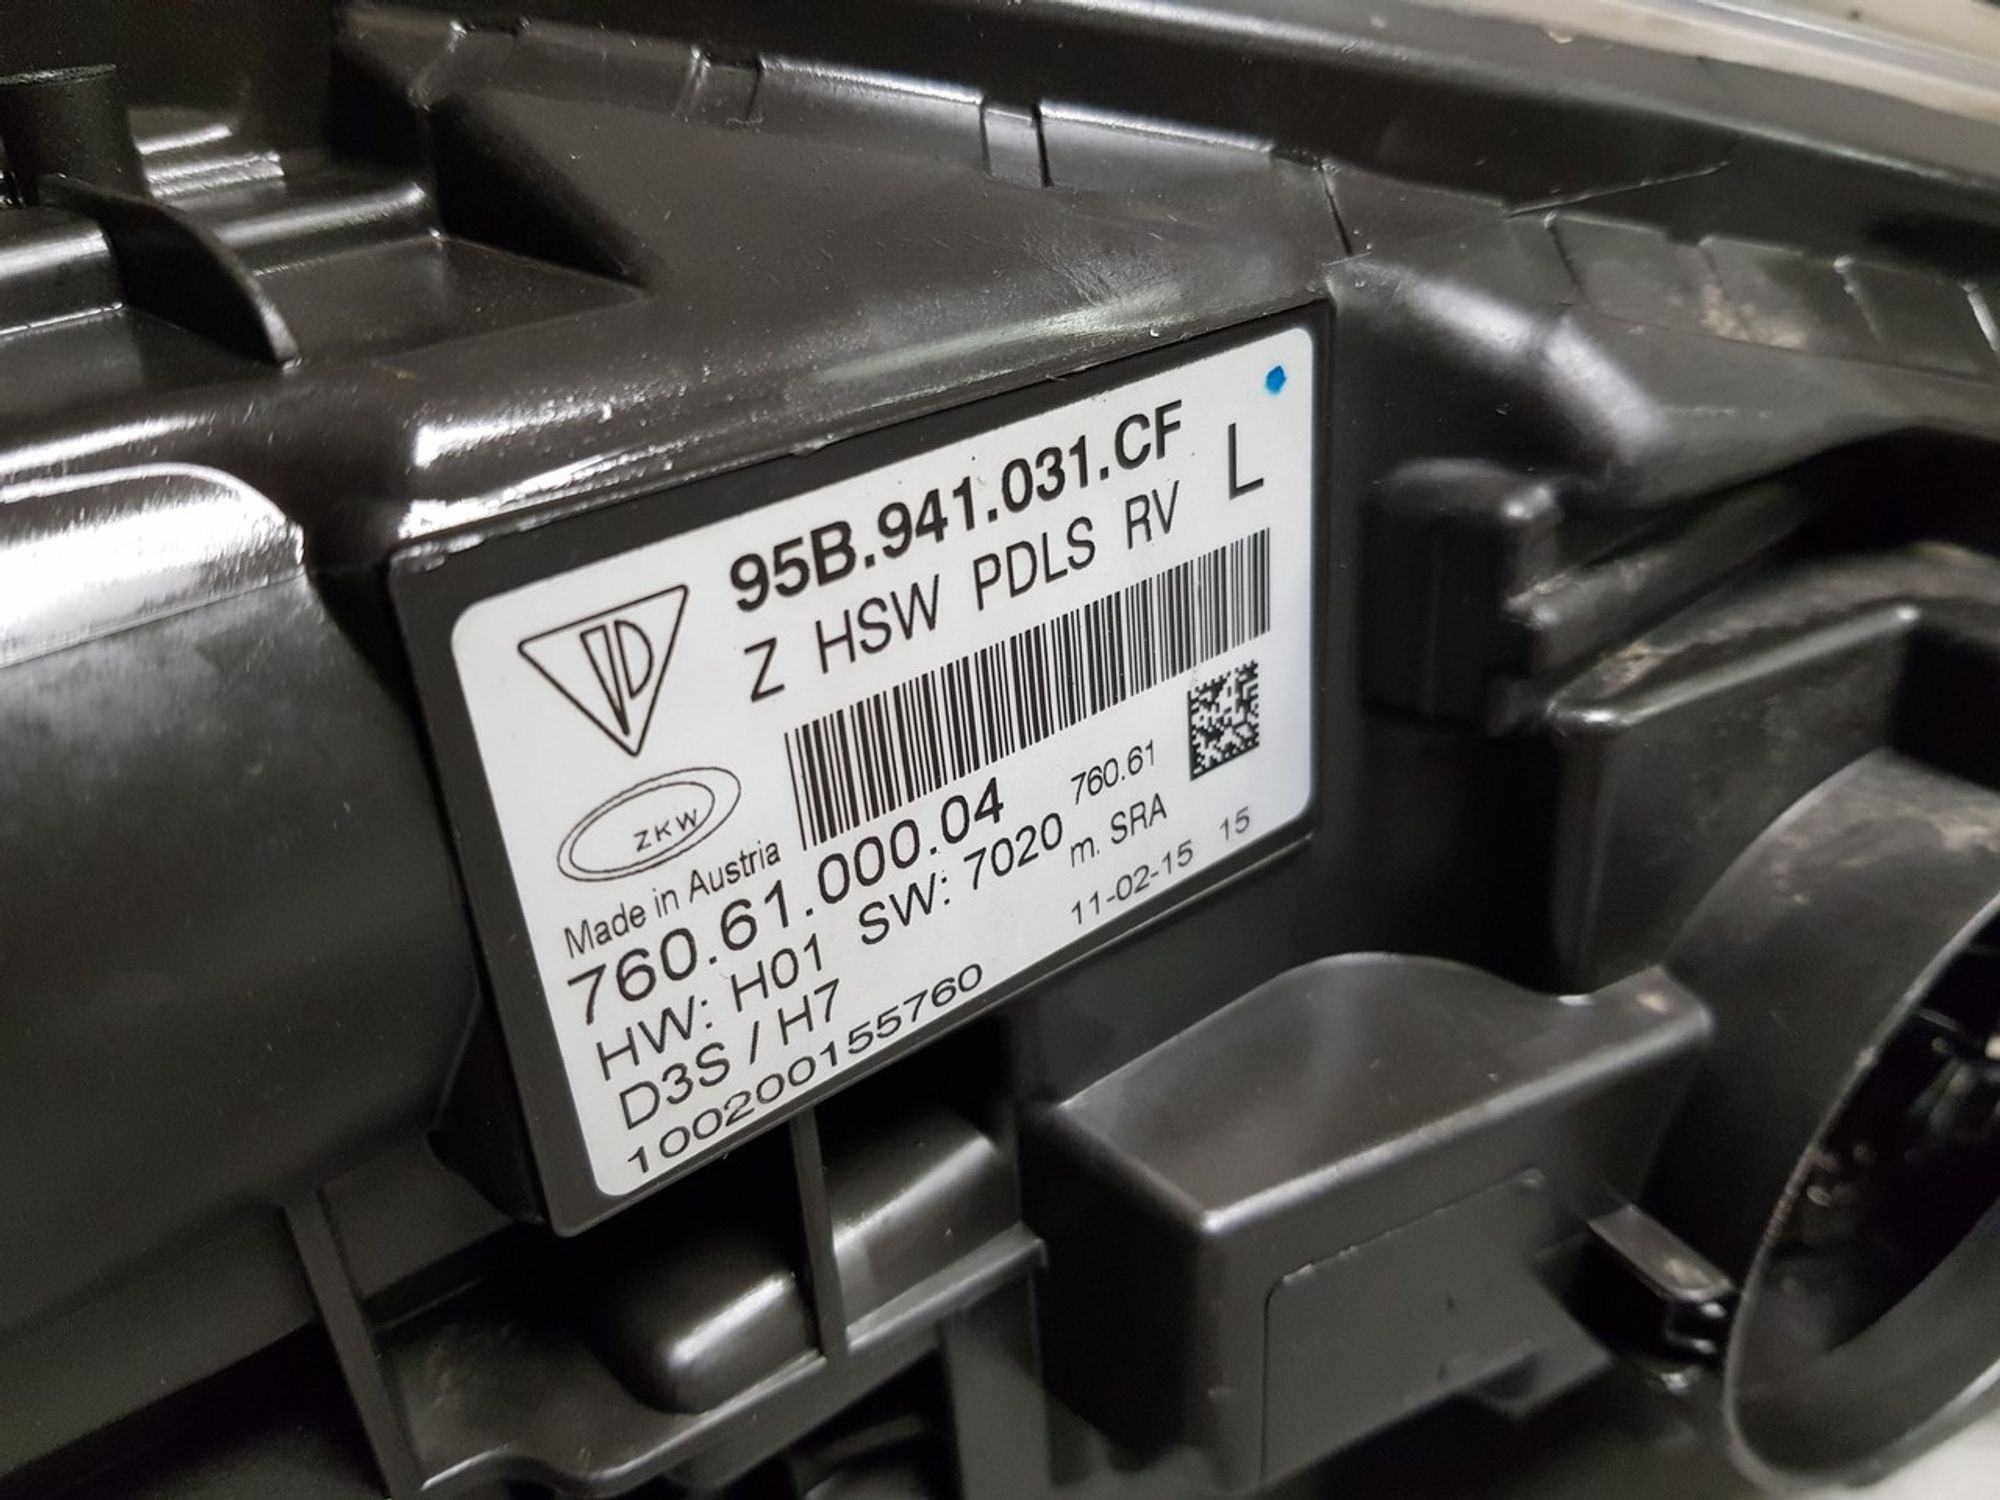 95B.941.031.CF
Z HSW PDLS RV L
ZKW
Made in Austria
760.61.000.04 760.61
HW: H01 SW: 7020 m. SRA
D3S / H7 11-02-15 15
100200155760